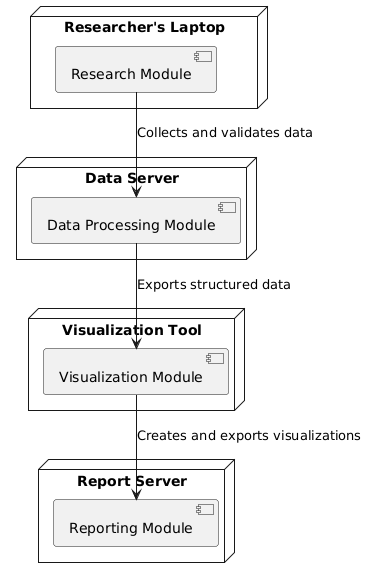 Researcher's Laptop
Research Module
Collects and validates data
Data Server
Data Processing Module
Exports structured data
Visualization Tool
Visualization Module
Creates and exports visualizations
Report Server
Reporting Module